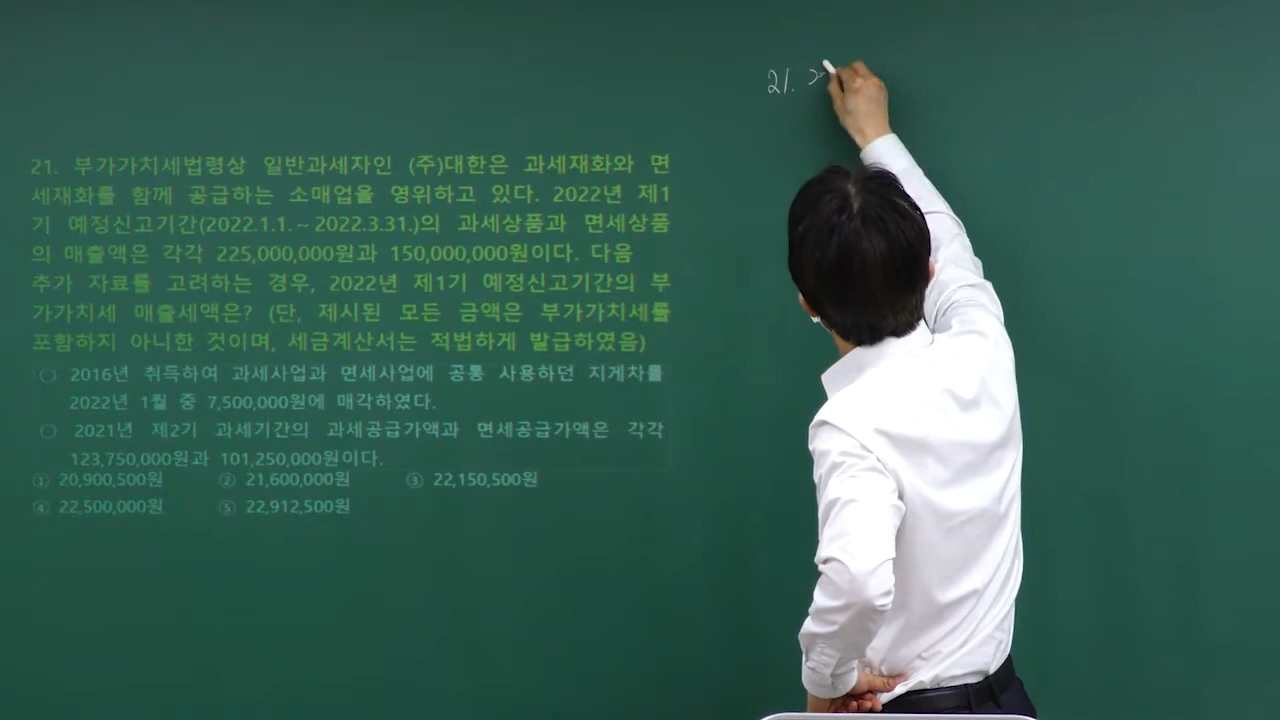 21. 부가가치세법령상 일반과세자인 (주)대한은 과세재화와 면
세재화를 함께 공급하는 소매업을 영위하고 있다. 2022년 제1
기 예정신고기간(2022.1.1.~2022.3.31.)의 과세상품과 면세상품
의 매출액은 각각 225,000,000원과 150,000,000원이다. 다음
추가 자료를 고려하는 경우, 2022년 제1기 예정신고기간의 부
가가치세 매출세액은? (단, 제시된 모든 금액은 부가가치세를
포함하지 아니한 것이며, 세금계산서는 적법하게 발급하였음)
○ 2016년 취득하여 과세사업과 면세사업에 공통 사용하던 지게차를
2022년 1월 중 7,500,000원에 매각하였다.
○ 2021년 제2기 과세기간의 과세공급가액과 면세공급가액은 각각
123,750,000원과 101,250,000원이다.
① 20,900,500원 ② 21,600,000원 ③ 22,150,500원
④ 22,500,000원 ⑤ 22,912,500원
21.